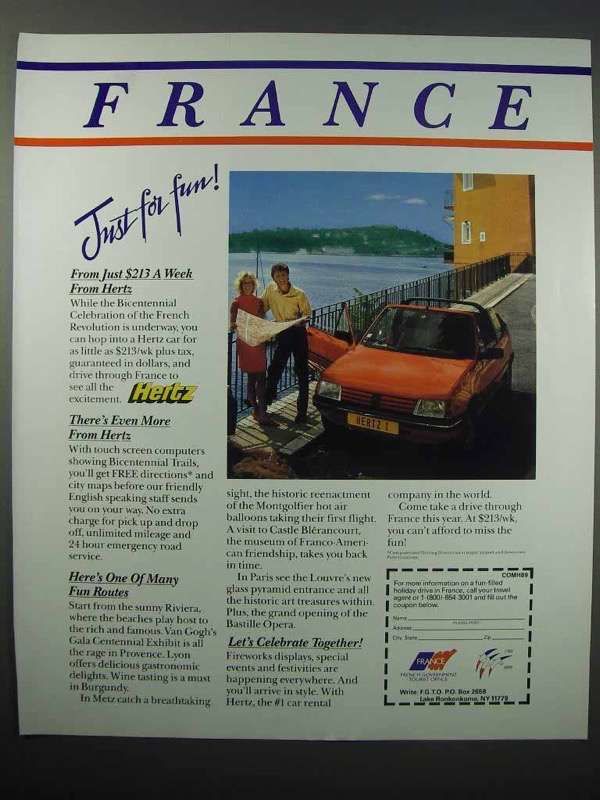 FRANCE
Just for fun!
From Just $213 A Week
From Hertz
While the Bicentennial
Celebration of the French
Revolution is underway, you
can hop into a Hertz car for
as little as $213/wk plus tax,
guaranteed in dollars, and
drive through France to
see all the
excitement.
Hertz
There's Even More
From Hertz
With touch screen computers
showing Bicentennial Trails,
you'll get FREE directions* and
city maps before our friendly
English speaking staff sends
you on your way. No extra
charge for pick up and drop
off, unlimited mileage and
24 hour emergency road
service.
Here's One Of Many
Fun Routes
Start from the sunny Riviera,
where the beaches play host to
the rich and famous. Van Gogh's
Gala Centennial Exhibit is all
the rage in Provence. Lyon
offers delicious gastronomic
delights. Wine tasting is a must
in Burgundy.
In Metz catch a breathtaking
HERTZ 1
sight, the historic reenactment
of the Montgolfier hot air
balloons taking their first flight.
A visit to Castle Blérancourt,
the museum of Franco-Ameri-
can friendship, takes you back
in time.
In Paris see the Louvre's new
glass pyramid entrance and all
the historic art treasures within.
Plus, the grand opening of the
Bastille Opera.
Let's Celebrate Together!
Fireworks displays, special
events and festivities are
happening everywhere. And
you'll arrive in style. With
Hertz, the #1 car rental
company in the world.
Come take a drive through
France this year. At $213/wk,
you can't afford to miss the
fun!
COMH89
For more information on a fun-filled
holiday drive in France, call your travel
agent or 1-(800)-854 3001 and fill out the
coupon below.
Name
PLEASE PRINT
Address
City, State
Zip
FRANCE
FRENCH GOVERNMENT
TOURIST OFFICE
1789
1989
Write: F.G.T.O. P.O. Box 2658
Lake Ronkonkoma, NY 11779